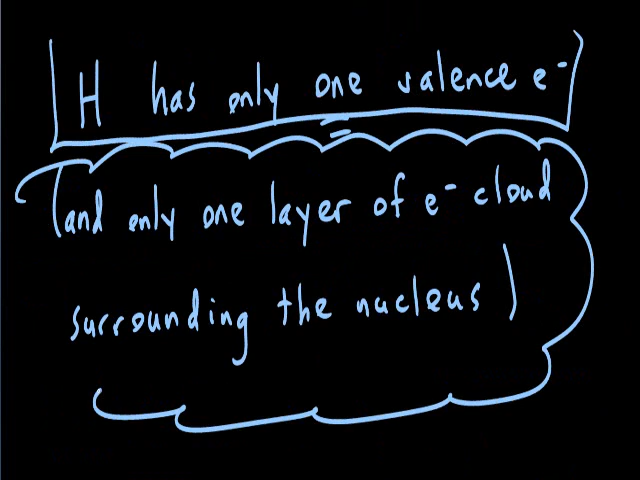 H has only one valence e⁻
(and only one layer of e⁻ cloud
surrounding the nucleus)